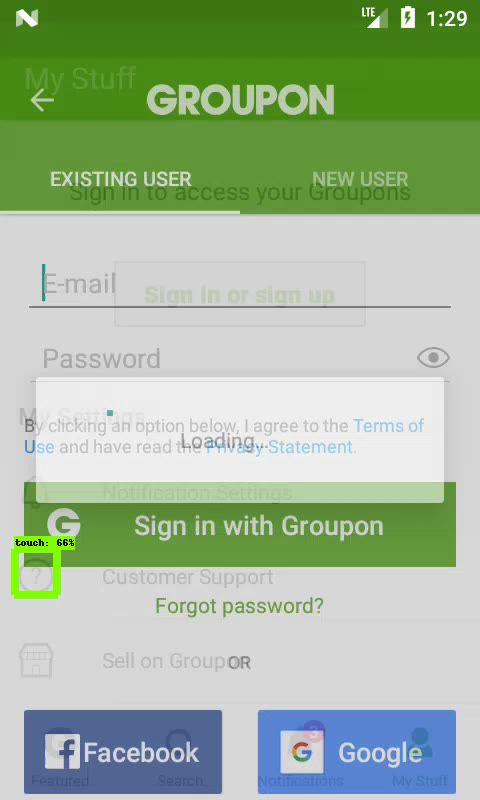 LTE 1:29
My Stuff
GROUPON
EXISTING USER NEW USER
Sign in to access your Groupons
E-mail
Sign in or sign up
Password
My Settings
By clicking an option below, I agree to the Terms of
Use and have read the Privacy Statement.
Loading...
Notification Settings
G Sign in with Groupon
touch: 66%
? Customer Support
Forgot password?
Sell on Groupon
OR
Facebook Google
3
Featured Search Notifications My Stuff